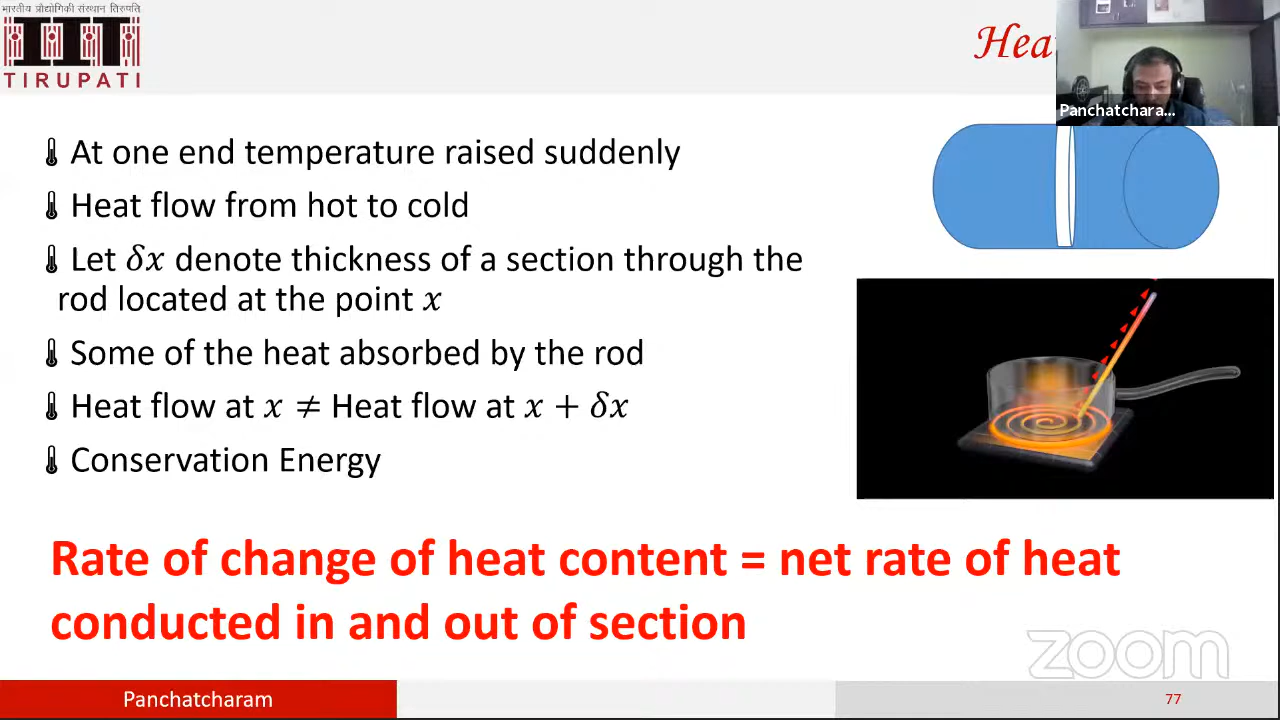 भारतीय प्रौद्योगिकी संस्थान तिरुपति
TIRUPATI
Panchatchara...
At one end temperature raised suddenly
Heat flow from hot to cold
Let 𝛿𝑥 denote thickness of a section through the
rod located at the point 𝑥
Some of the heat absorbed by the rod
Heat flow at 𝑥 ≠ Heat flow at 𝑥 + 𝛿𝑥
Conservation Energy
Rate of change of heat content = net rate of heat
conducted in and out of section
zoom
Panchatcharam
77